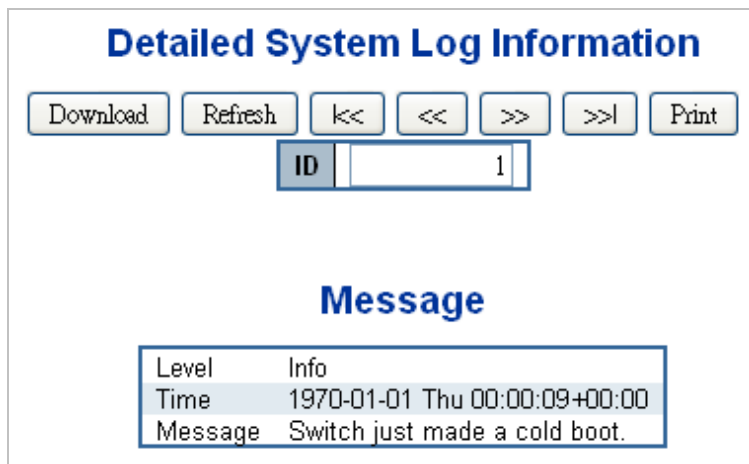 Detailed System Log Information
Download Refresh |<< << >> >>| Print
ID 1
Message
Level Info
Time 1970-01-01 Thu 00:00:09+00:00
Message Switch just made a cold boot.